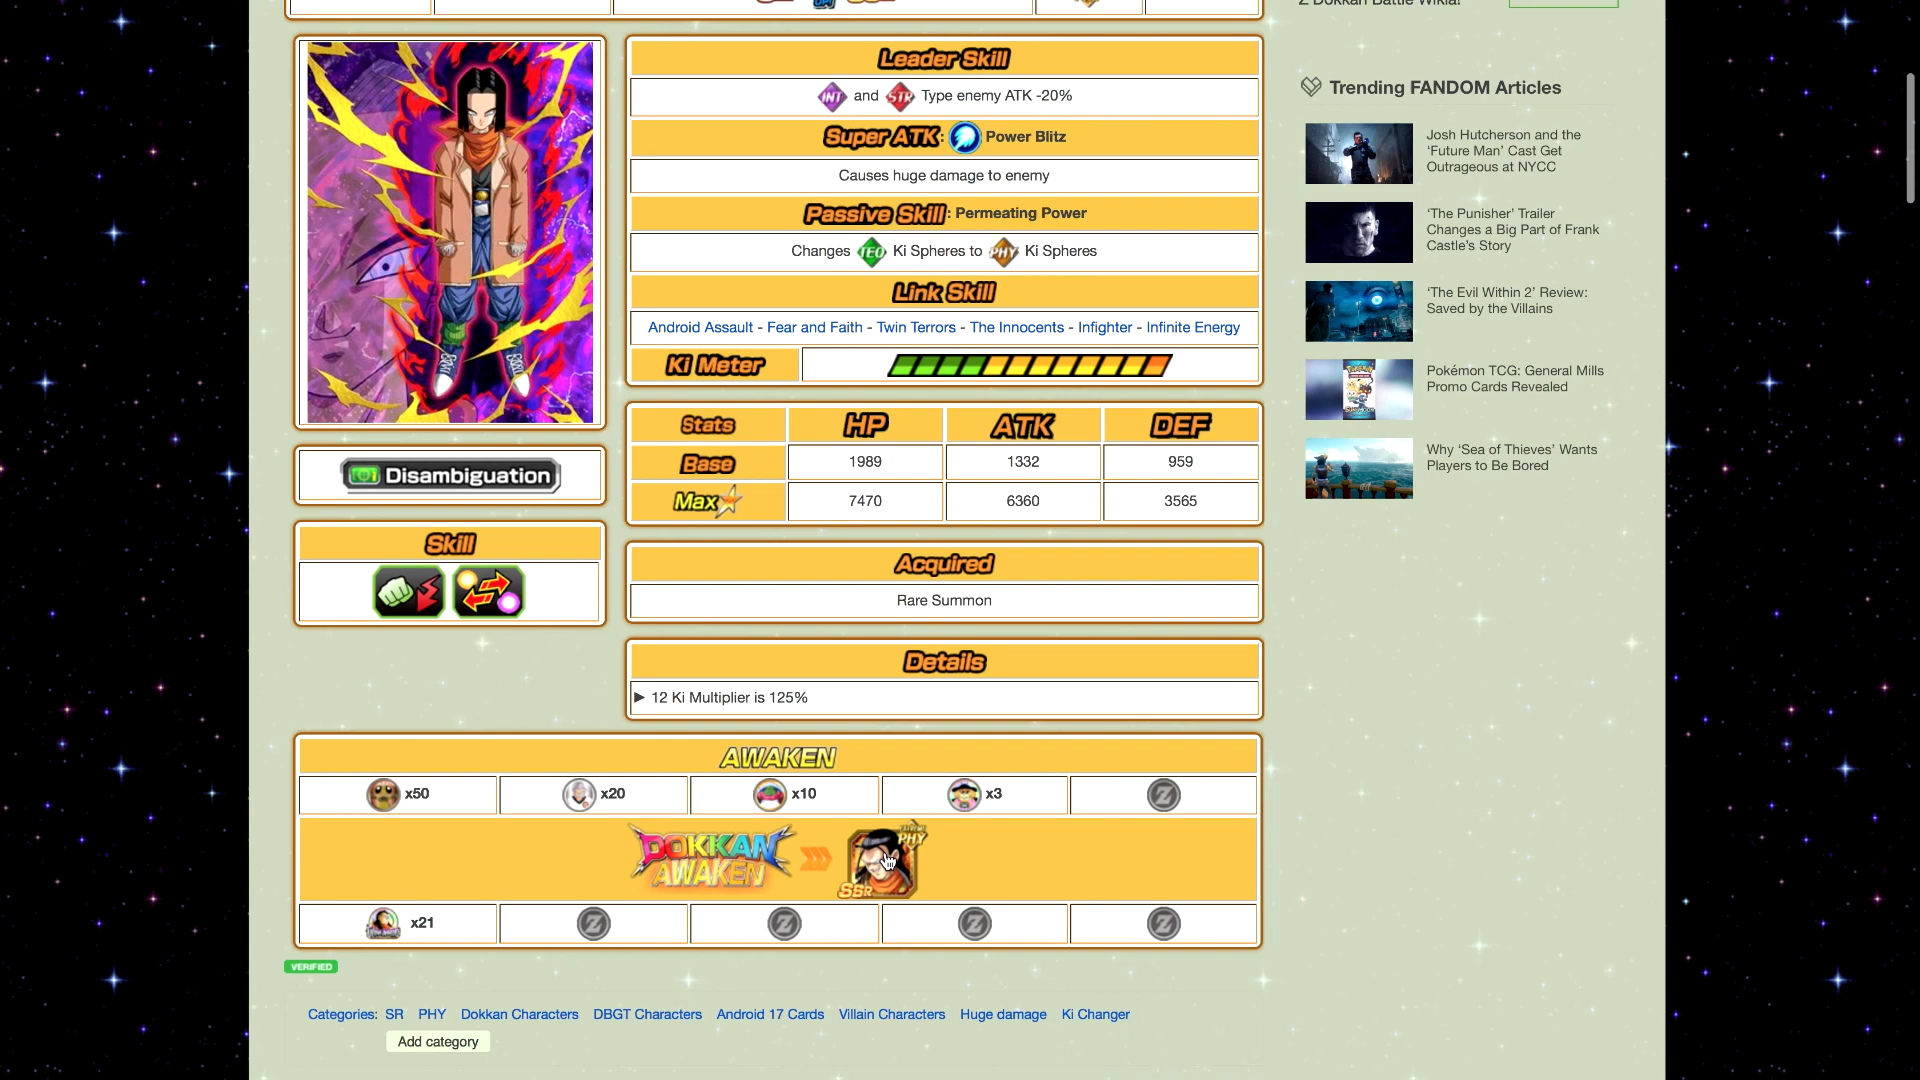 Z Dokkan Battle Wikia!
Leader Skill
INT and STR Type enemy ATK -20%
Super ATK: Power Blitz
Causes huge damage to enemy
Passive Skill: Permeating Power
Changes TEQ Ki Spheres to PHY Ki Spheres
Link Skill
Android Assault - Fear and Faith - Twin Terrors - The Innocents - Infighter - Infinite Energy
Ki Meter
Stats HP ATK DEF
Base 1989 1332 959
Max 7470 6360 3565
Disambiguation
Skill
Acquired
Rare Summon
Details
► 12 Ki Multiplier is 125%
AWAKEN
x50 x20 x10 x3 Z
DOKKAN
AWAKEN
EXTREME
PHY
SSR
x21 Z Z Z Z
VERIFIED
Categories: SR PHY Dokkan Characters DBGT Characters Android 17 Cards Villain Characters Huge damage Ki Changer
Add category
Trending FANDOM Articles
Josh Hutcherson and the
‘Future Man’ Cast Get
Outrageous at NYCC
‘The Punisher’ Trailer
Changes a Big Part of Frank
Castle’s Story
‘The Evil Within 2’ Review:
Saved by the Villains
Pokémon TCG: General Mills
Promo Cards Revealed
Why ‘Sea of Thieves’ Wants
Players to Be Bored